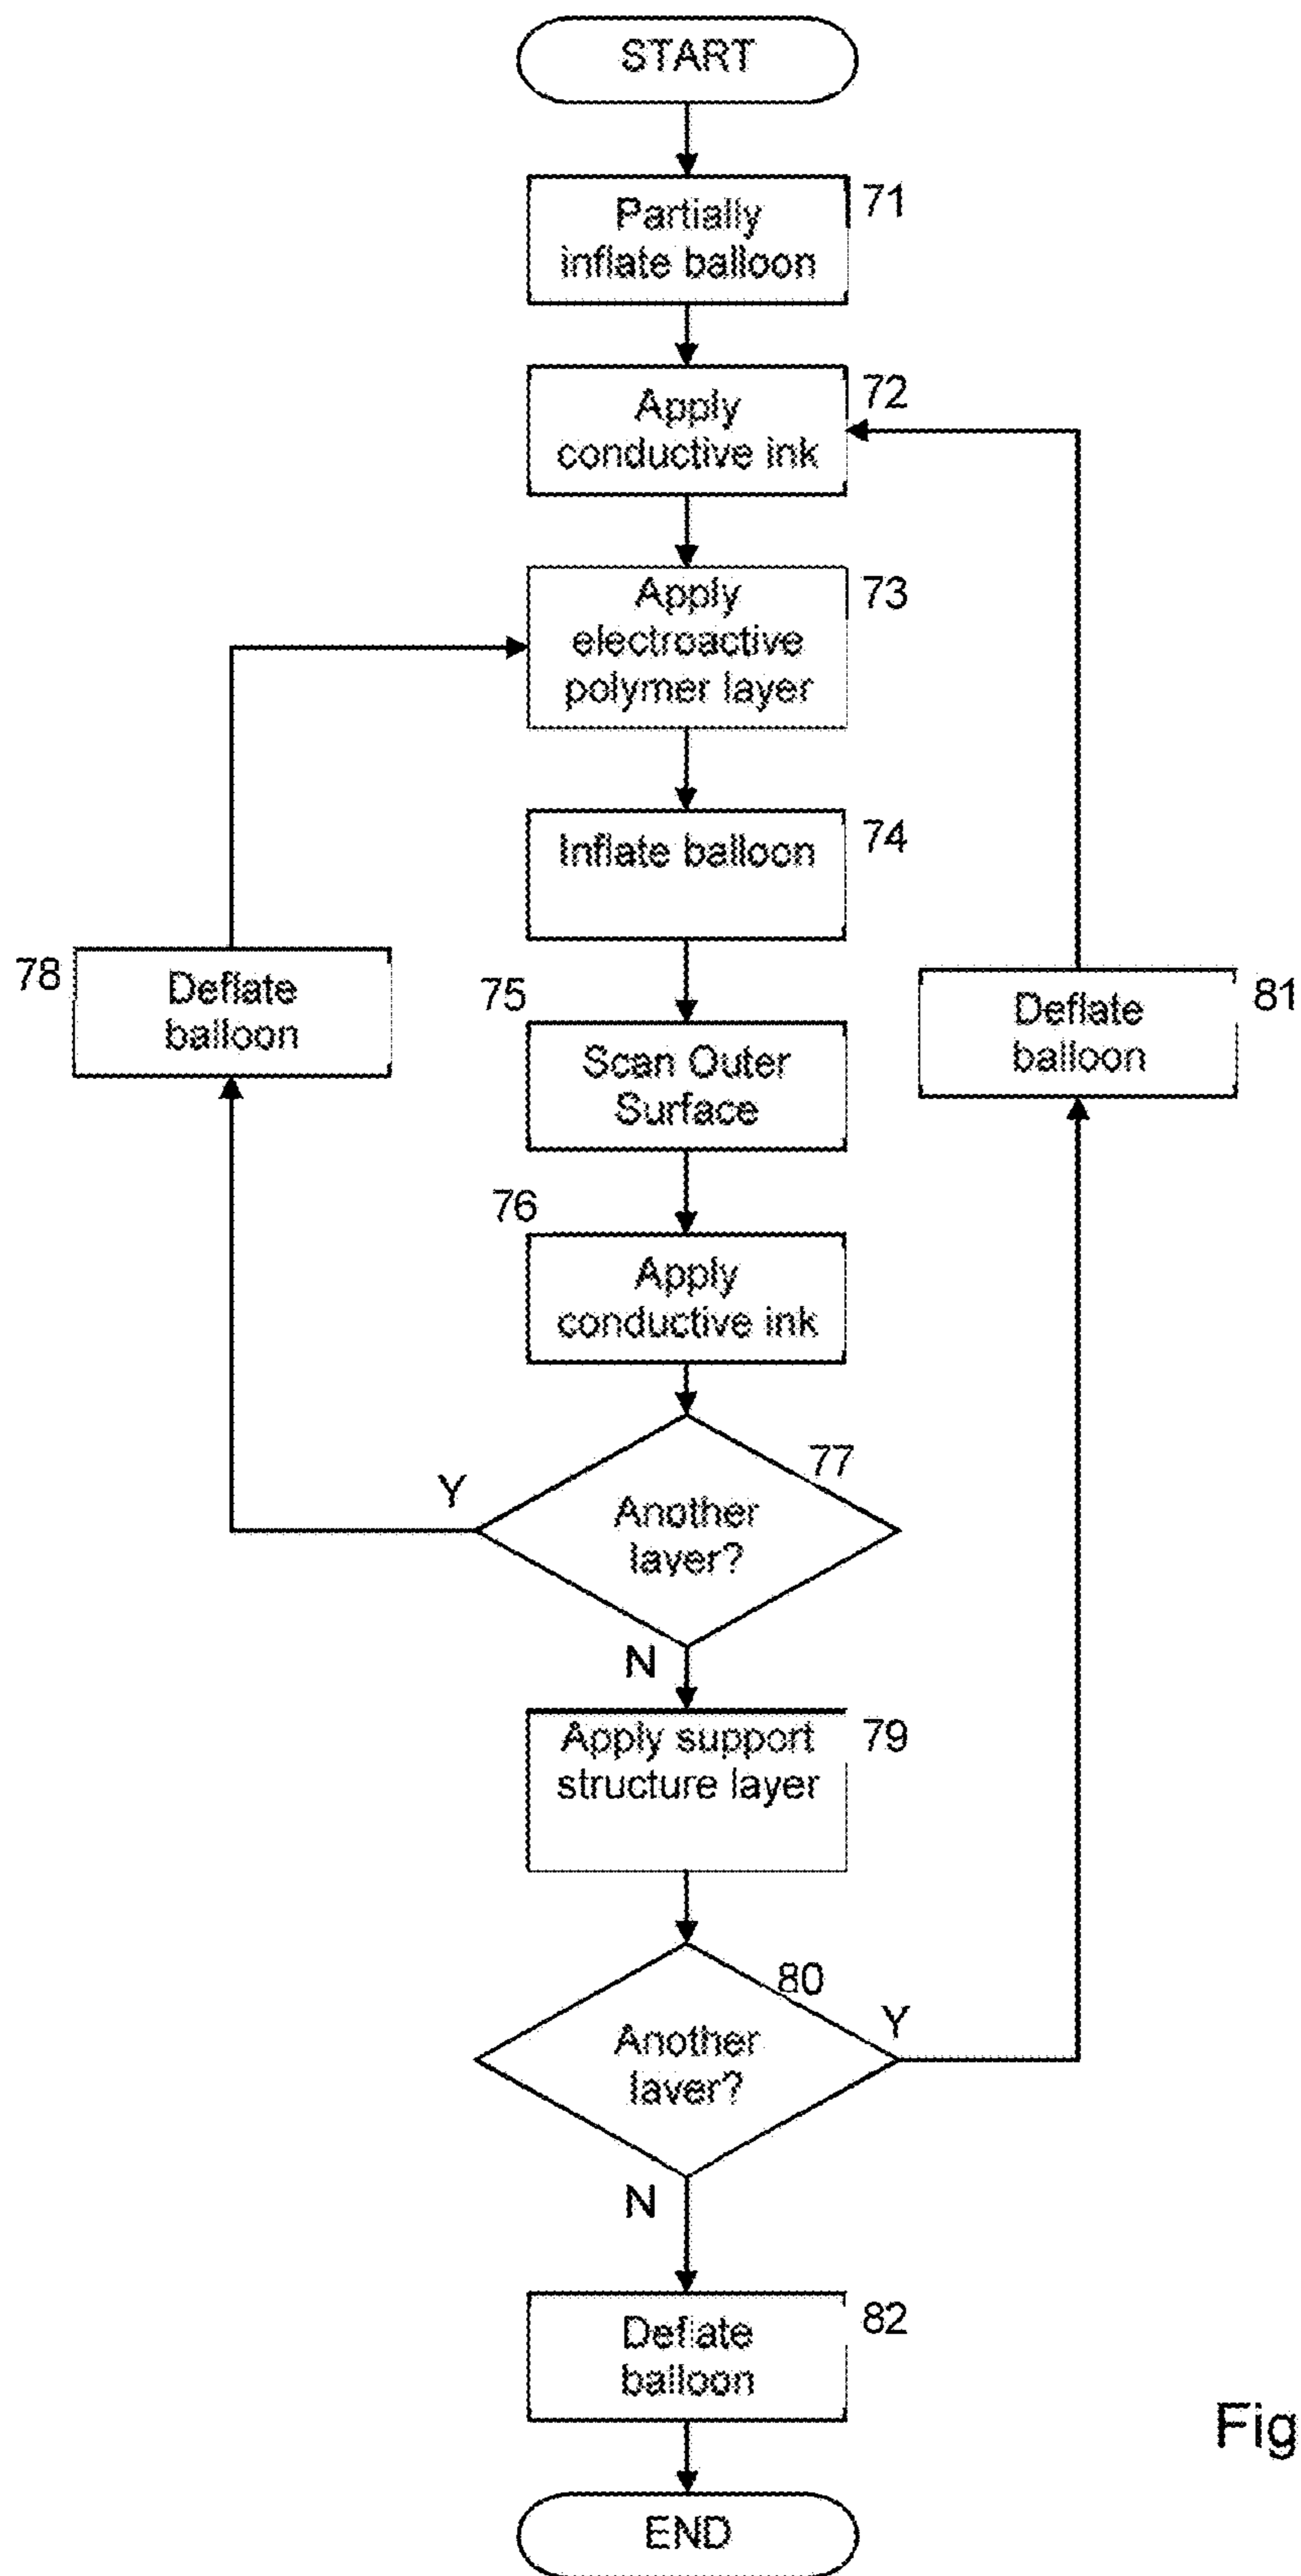 START
Partially
inflate balloon
71
Apply
conductive ink
72
Apply
electroactive
polymer layer
73
Inflate balloon
74
78
Deflate
balloon
75
Scan Outer
Surface
Deflate
balloon
81
76
Apply
conductive ink
77
Y
Another
layer?
N
Apply support
structure layer
79
80
Y
Another
layer?
N
Deflate
balloon
82
Fig
END